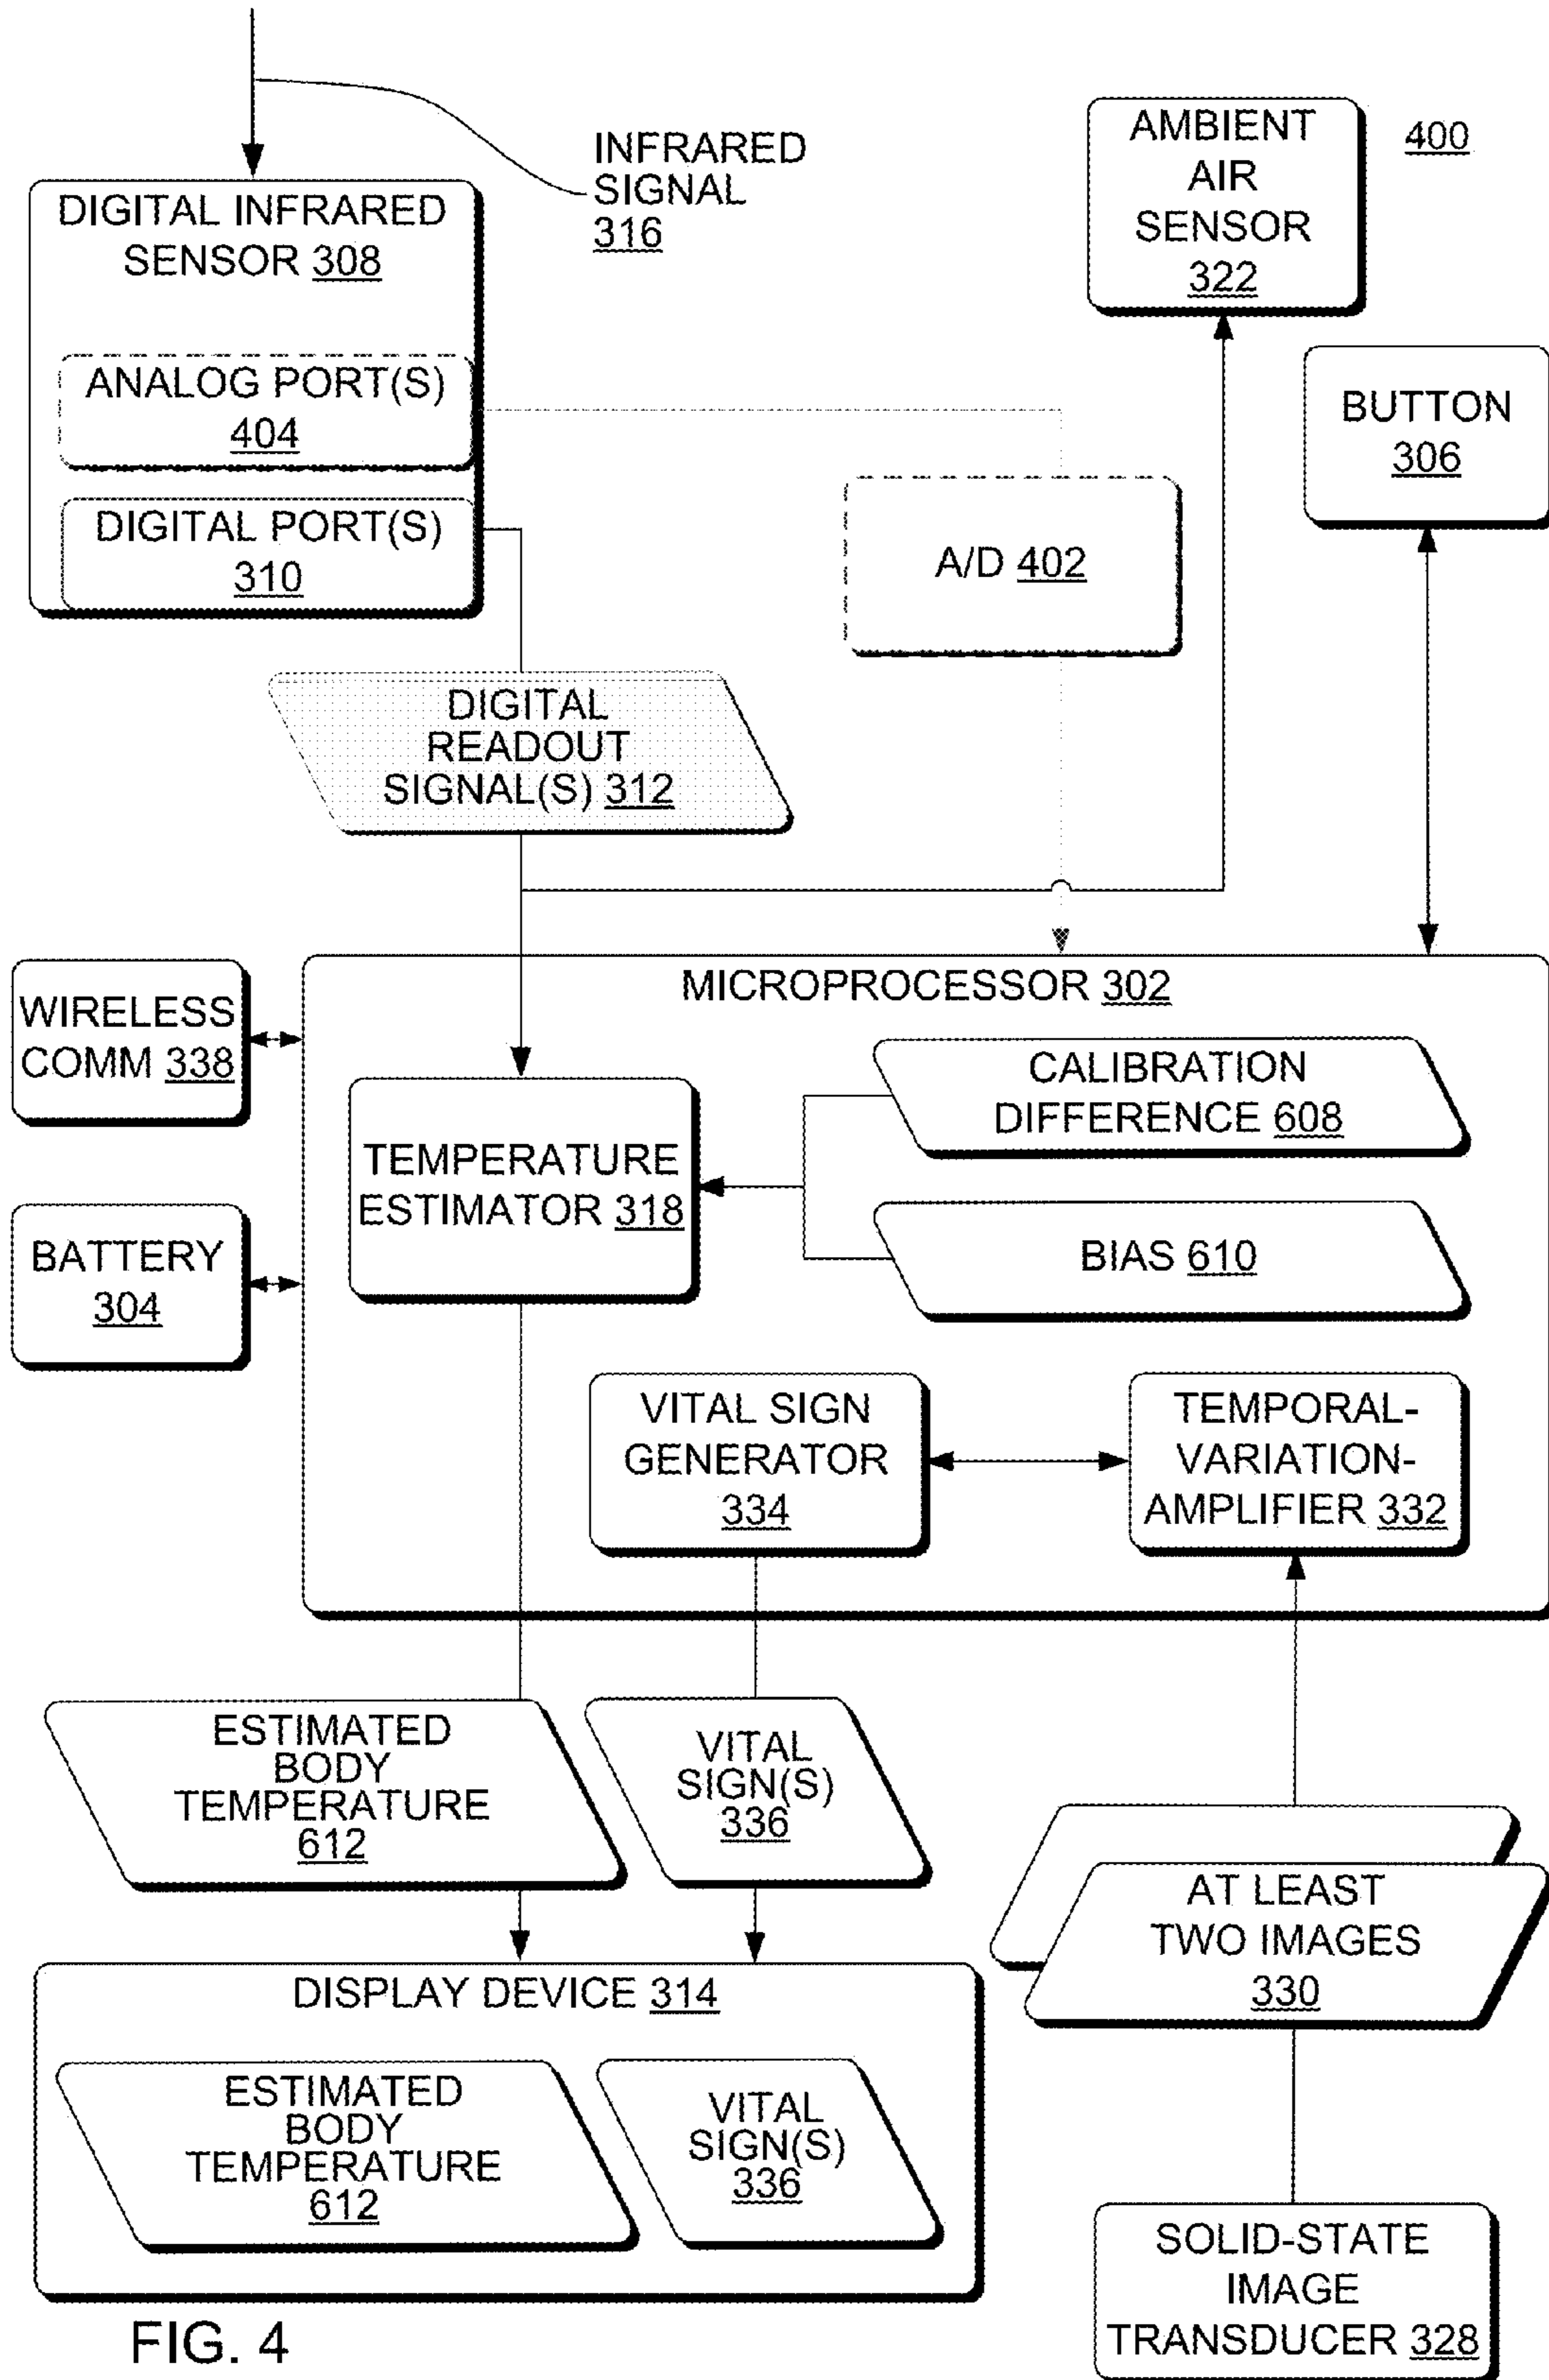 INFRARED
SIGNAL
316
AMBIENT
AIR
SENSOR
322
400
DIGITAL INFRARED
SENSOR 308
ANALOG PORT(S)
404
DIGITAL PORT(S)
310
BUTTON
306
A/D 402
DIGITAL
READOUT
SIGNAL(S) 312
MICROPROCESSOR 302
WIRELESS
COMM 338
CALIBRATION
DIFFERENCE 608
TEMPERATURE
ESTIMATOR 318
BATTERY
304
BIAS 610
VITAL SIGN
GENERATOR
334
TEMPORAL-
VARIATION-
AMPLIFIER 332
ESTIMATED
BODY
TEMPERATURE
612
VITAL
SIGN(S)
336
AT LEAST
TWO IMAGES
330
DISPLAY DEVICE 314
ESTIMATED
BODY
TEMPERATURE
612
VITAL
SIGN(S)
336
SOLID-STATE
IMAGE
TRANSDUCER 328
FIG. 4